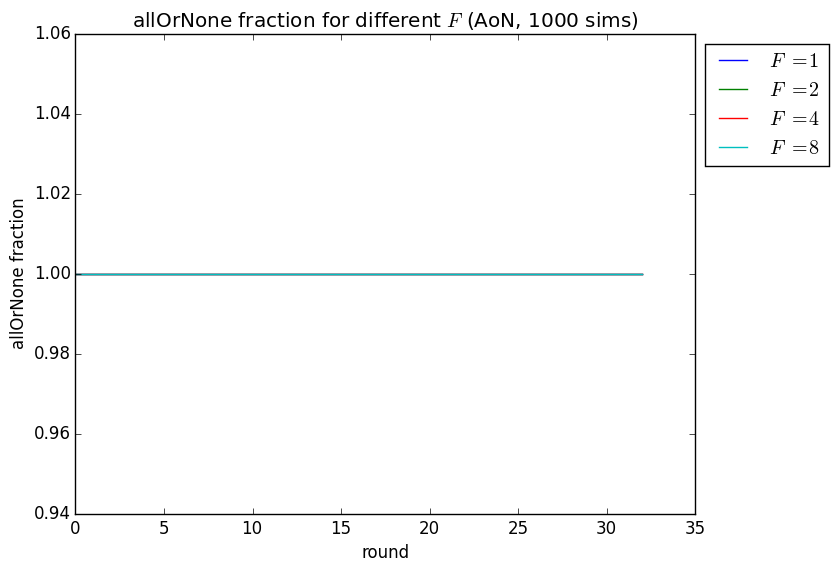 allOrNone fraction for different F (AoN, 1000 sims)
1.06
1.04
1.02
1.00
0.98
0.96
0.94
allOrNone fraction
0 5 10 15 20 25 30 35
round
F =1
F =2
F =4
F =8